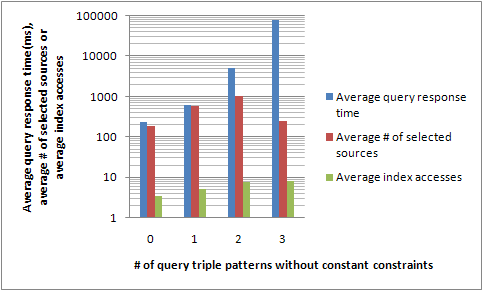 Average query response time(ms),
average # of selected sources or
average index accesses
100000
10000
1000
100
10
1
0
1
2
3
# of query triple patterns without constant constraints
Average query response
time
Average # of selected
sources
Average index accesses